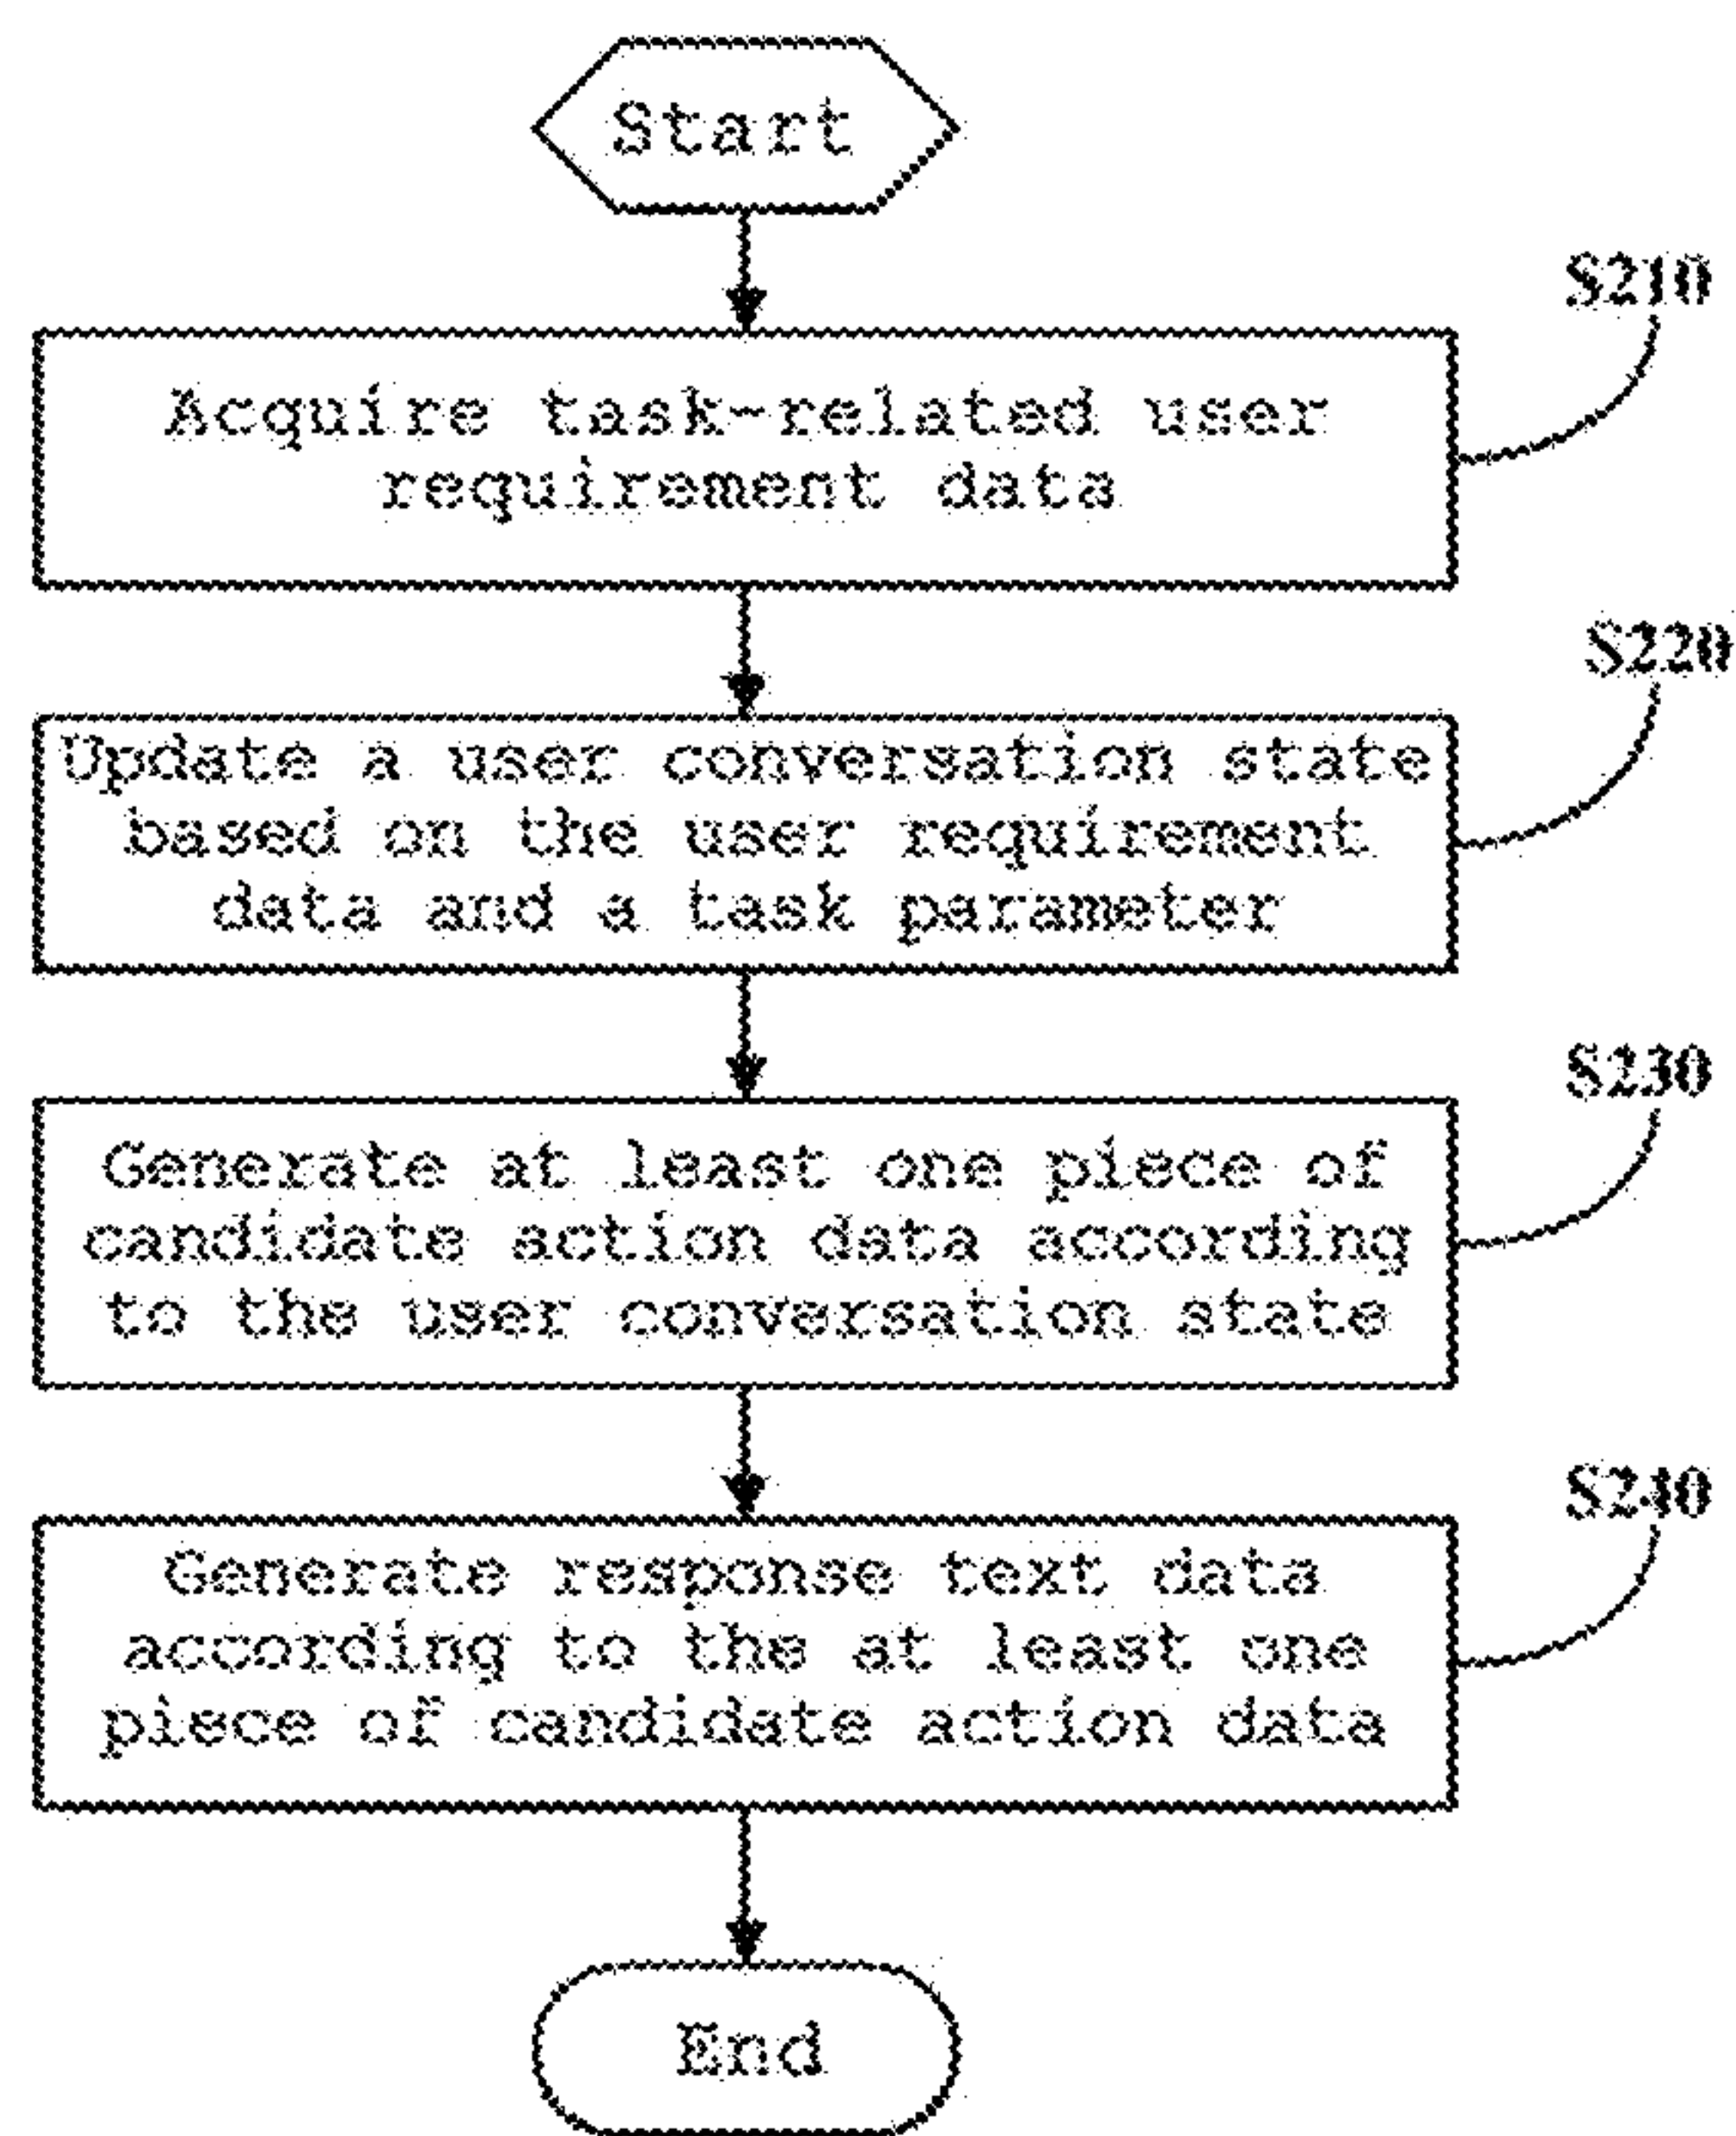 Start
S210
Acquire task-related user
requirement data
S220
Update a user conversation state
based on the user requirement
data and a task parameter
S230
Generate at least one piece of
candidate action data according
to the user conversation state
S240
Generate response text data
according to the at least one
piece of candidate action data
End